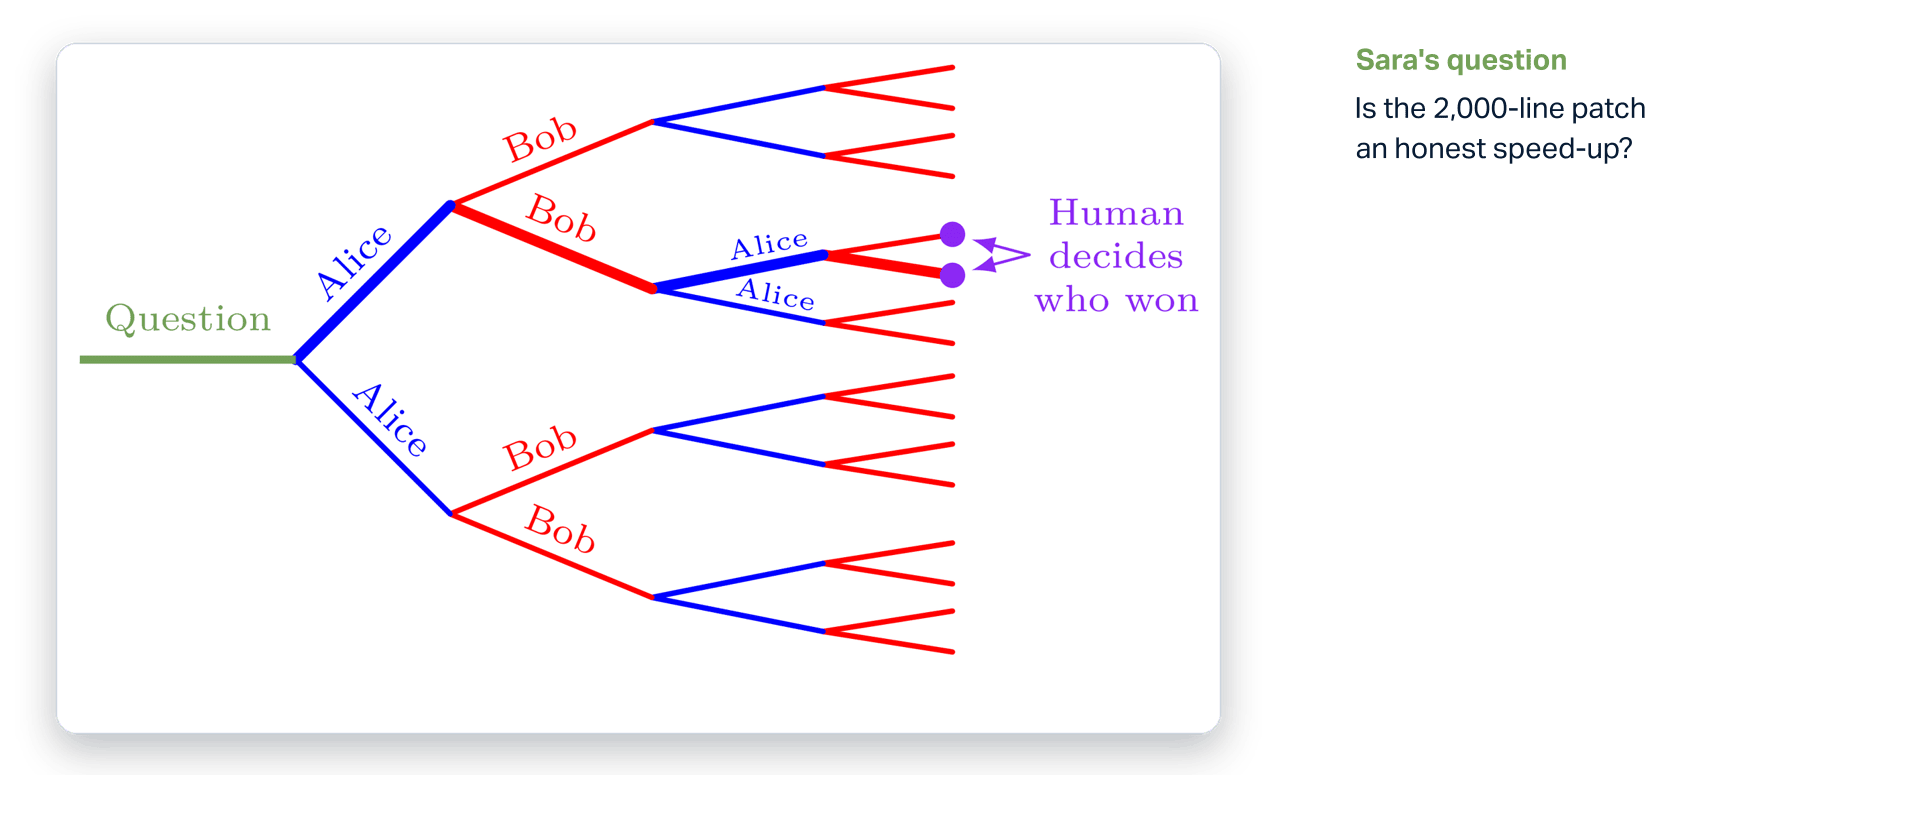 Sara's question
Is the 2,000-line patch
an honest speed-up?
Question
Alice
Alice
Bob
Bob
Bob
Bob
Alice
Alice
Human
decides
who won